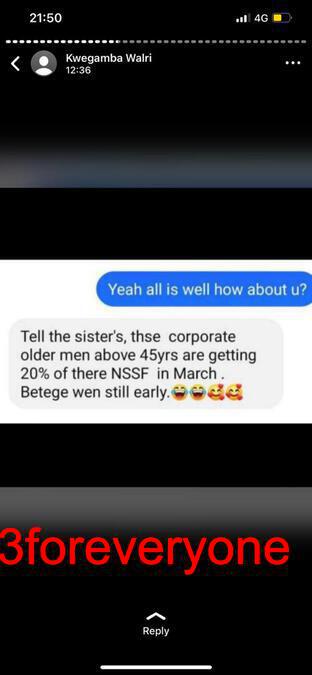 21:50
4G
Kwegamba Walri
12:36
Yeah all is well how about u?
Tell the sister's, thse corporate
older men above 45yrs are getting
20% of there NSSF in March .
Betege wen still early.😂😂🥰🥰
3foreveryone
Reply